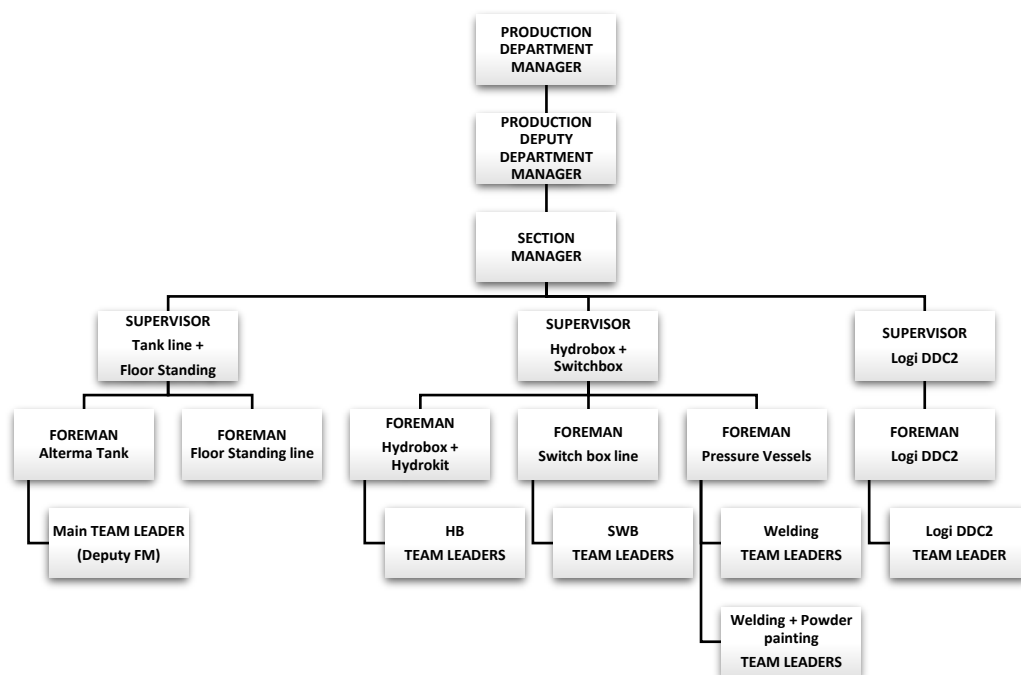 PRODUCTION
DEPARTMENT
MANAGER
PRODUCTION
DEPUTY
DEPARTMENT
MANAGER
SECTION
MANAGER
SUPERVISOR
Tank line +
Floor Standing
SUPERVISOR
Hydrobox +
Switchbox
SUPERVISOR
Logi DDC2
FOREMAN
Alterma Tank
FOREMAN
Floor Standing line
FOREMAN
Hydrobox +
Hydrokit
FOREMAN
Switch box line
FOREMAN
Pressure Vessels
FOREMAN
Logi DDC2
Main TEAM LEADER
(Deputy FM)
HB
TEAM LEADERS
SWB
TEAM LEADERS
Welding
TEAM LEADERS
Logi DDC2
TEAM LEADER
Welding + Powder
painting
TEAM LEADERS